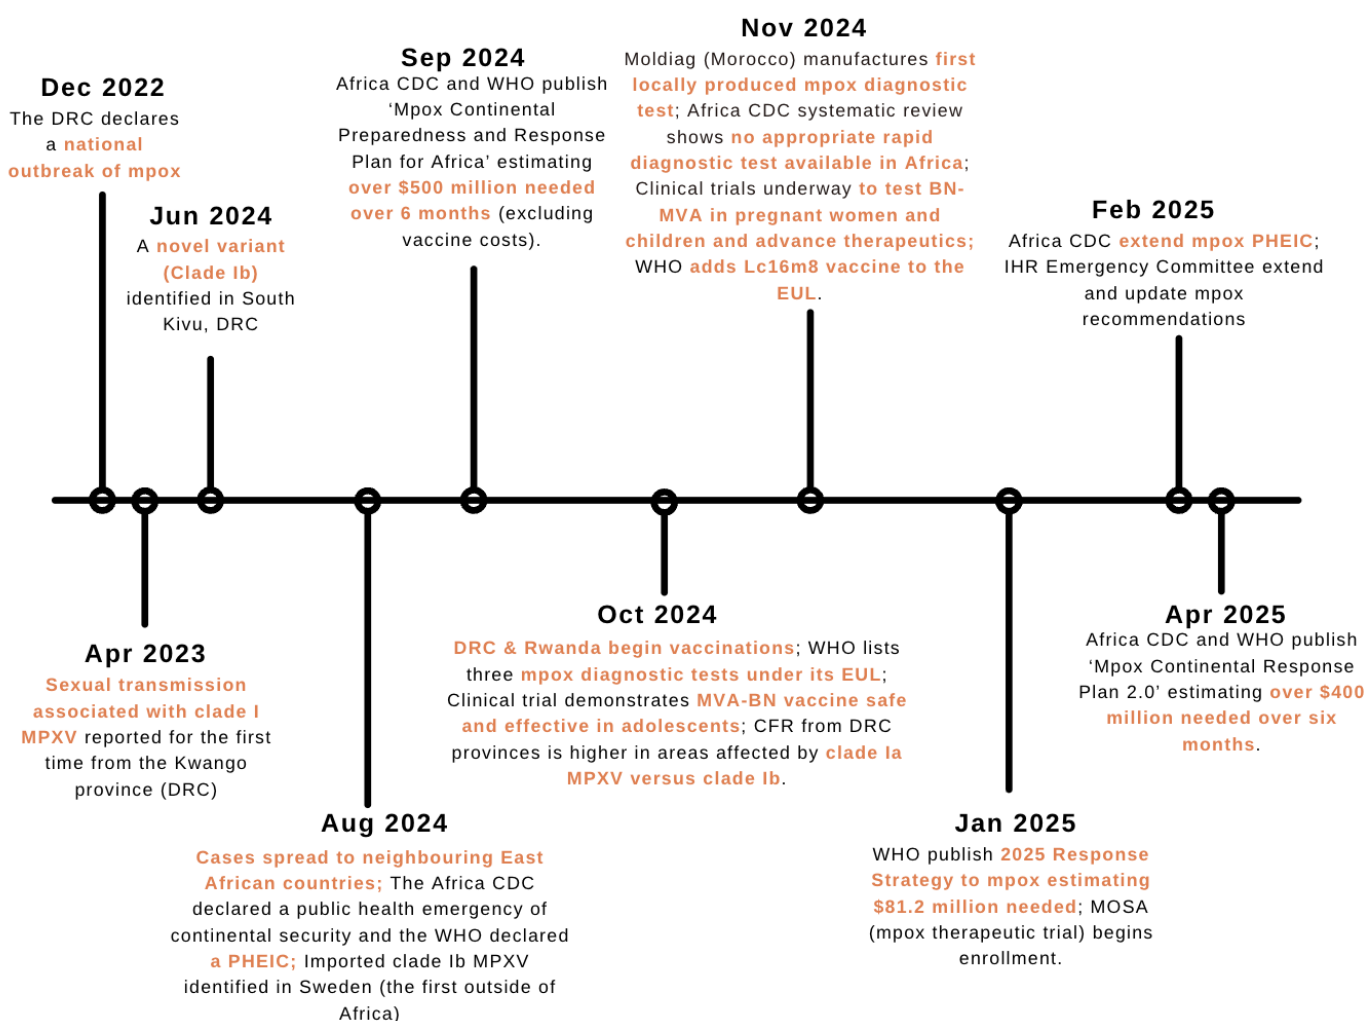 Dec 2022
The DRC declares
a national
outbreak of mpox
Jun 2024
A novel variant
(Clade Ib)
identified in South
Kivu, DRC
Sep 2024
Africa CDC and WHO publish
‘Mpox Continental
Preparedness and Response
Plan for Africa’ estimating
over $500 million needed
over 6 months (excluding
vaccine costs).
Nov 2024
Moldiag (Morocco) manufactures first
locally produced mpox diagnostic
test; Africa CDC systematic review
shows no appropriate rapid
diagnostic test available in Africa;
Clinical trials underway to test BN-
MVA in pregnant women and
children and advance therapeutics;
WHO adds Lc16m8 vaccine to the
EUL.
Feb 2025
Africa CDC extend mpox PHEIC;
IHR Emergency Committee extend
and update mpox
recommendations
Apr 2023
Sexual transmission
associated with clade I
MPXV reported for the first
time from the Kwango
province (DRC)
Aug 2024
Cases spread to neighbouring East
African countries; The Africa CDC
declared a public health emergency of
continental security and the WHO declared
a PHEIC; Imported clade Ib MPXV
identified in Sweden (the first outside of
Africa)
Oct 2024
DRC & Rwanda begin vaccinations; WHO lists
three mpox diagnostic tests under its EUL;
Clinical trial demonstrates MVA-BN vaccine safe
and effective in adolescents; CFR from DRC
provinces is higher in areas affected by clade Ia
MPXV versus clade Ib.
Jan 2025
WHO publish 2025 Response
Strategy to mpox estimating
$81.2 million needed; MOSA
(mpox therapeutic trial) begins
enrollment.
Apr 2025
Africa CDC and WHO publish
‘Mpox Continental Response
Plan 2.0’ estimating over $400
million needed over six
months.